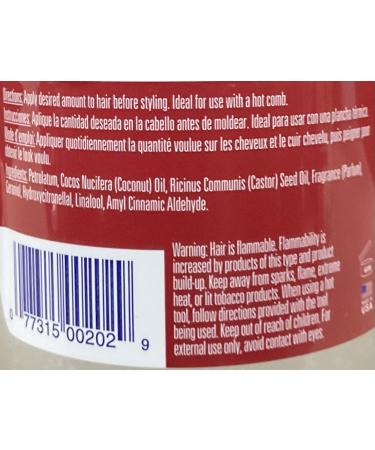 Directions: Apply desired amount to hair before styling. Ideal for use with a hot comb.
Instrucciones: Aplique la cantidad deseada en la cabello antes de moldear. Ideal para usar con una plancha térmica.
Mode d'emploi: Appliquer quotidiennement la quantité voulue sur les cheveux et le cuir chevelu, puis peigner pour
obtenir le look voulu.
Ingredients: Petrolatum, Cocos Nucifera (Coconut) Oil, Ricinus Communis (Castor) Seed Oil, Fragrance (Parfum),
Geraniol, Hydroxycitronellal, Linalool, Amyl Cinnamic Aldehyde.
Warning: Hair is flammable. Flammability is
increased by products of this type and product
build-up. Keep away from sparks, flame, extreme
heat, or lit tobacco products. When using a hot
tool, follow directions provided with the tool
being used. Keep out of reach of children. For
external use only, avoid contact with eyes.
0 77315 00202 9
USA